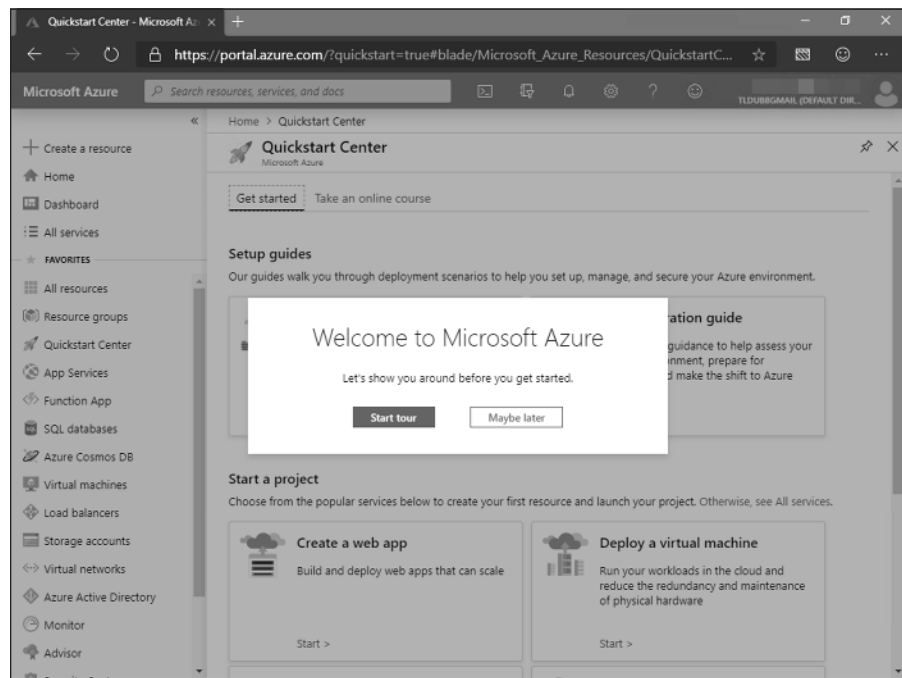 Quickstart Center - Microsoft Az
https://portal.azure.com/?quickstart=true#blade/Microsoft_Azure_Resources/QuickstartC...
Microsoft Azure
Search resources, services, and docs
TLDUBBGMAIL (DEFAULT DIR...
Home > Quickstart Center
Quickstart Center
Microsoft Azure
Create a resource
Home
Dashboard
All services
FAVORITES
All resources
Resource groups
Quickstart Center
App Services
Function App
SQL databases
Azure Cosmos DB
Virtual machines
Load balancers
Storage accounts
Virtual networks
Azure Active Directory
Monitor
Advisor
Get started Take an online course
Setup guides
Our guides walk you through deployment scenarios to help you set up, manage, and secure your Azure environment.
ration guide
guidance to help assess your
onment, prepare for
d make the shift to Azure
Welcome to Microsoft Azure
Let's show you around before you get started.
Start tour Maybe later
Start a project
Choose from the popular services below to create your first resource and launch your project. Otherwise, see All services.
Create a web app
Build and deploy web apps that can scale
Start >
Deploy a virtual machine
Run your workloads in the cloud and
reduce the redundancy and maintenance
of physical hardware
Start >